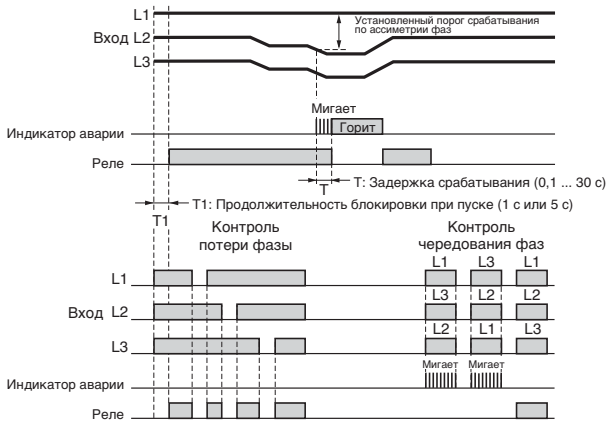 L1
Установленный порог срабатывания
по ассиметрии фаз
Вход L2
L3
Мигает
Индикатор аварии
Горит
Реле
T
T: Задержка срабатывания (0,1 ... 30 с)
T1
T1: Продолжительность блокировки при пуске (1 с или 5 с)
Контроль
потери фазы
Контроль
чередования фаз
L1 L3 L1
L1
L3 L2 L2
Вход L2
L2 L1 L3
L3
Мигает Мигает
Индикатор аварии
Реле